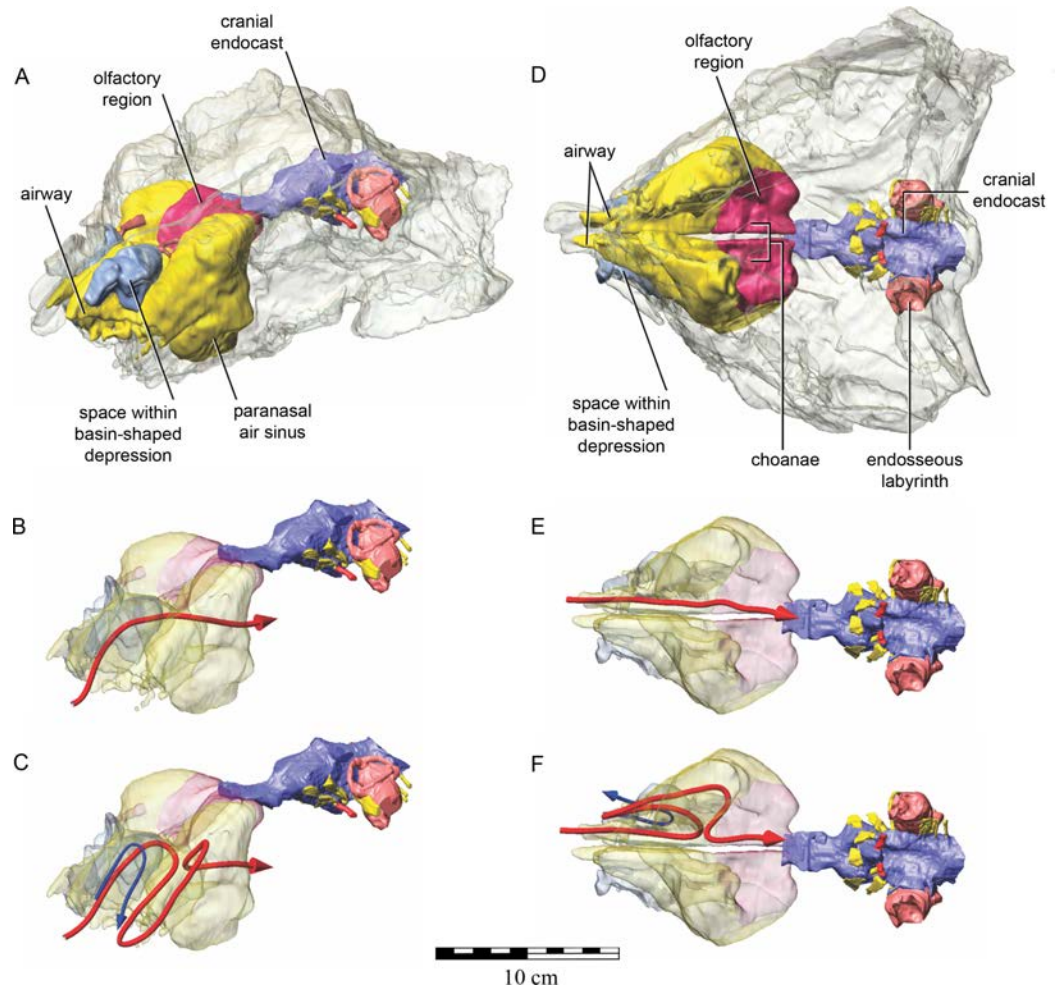 cranial
endocast
olfactory
region
A
airway
space within
basin-shaped
depression
paranasal
air sinus
D
olfactory
region
airway
cranial
endocast
space within
basin-shaped
depression
choanae
endosseous
labyrinth
B
E
C
F
10 cm